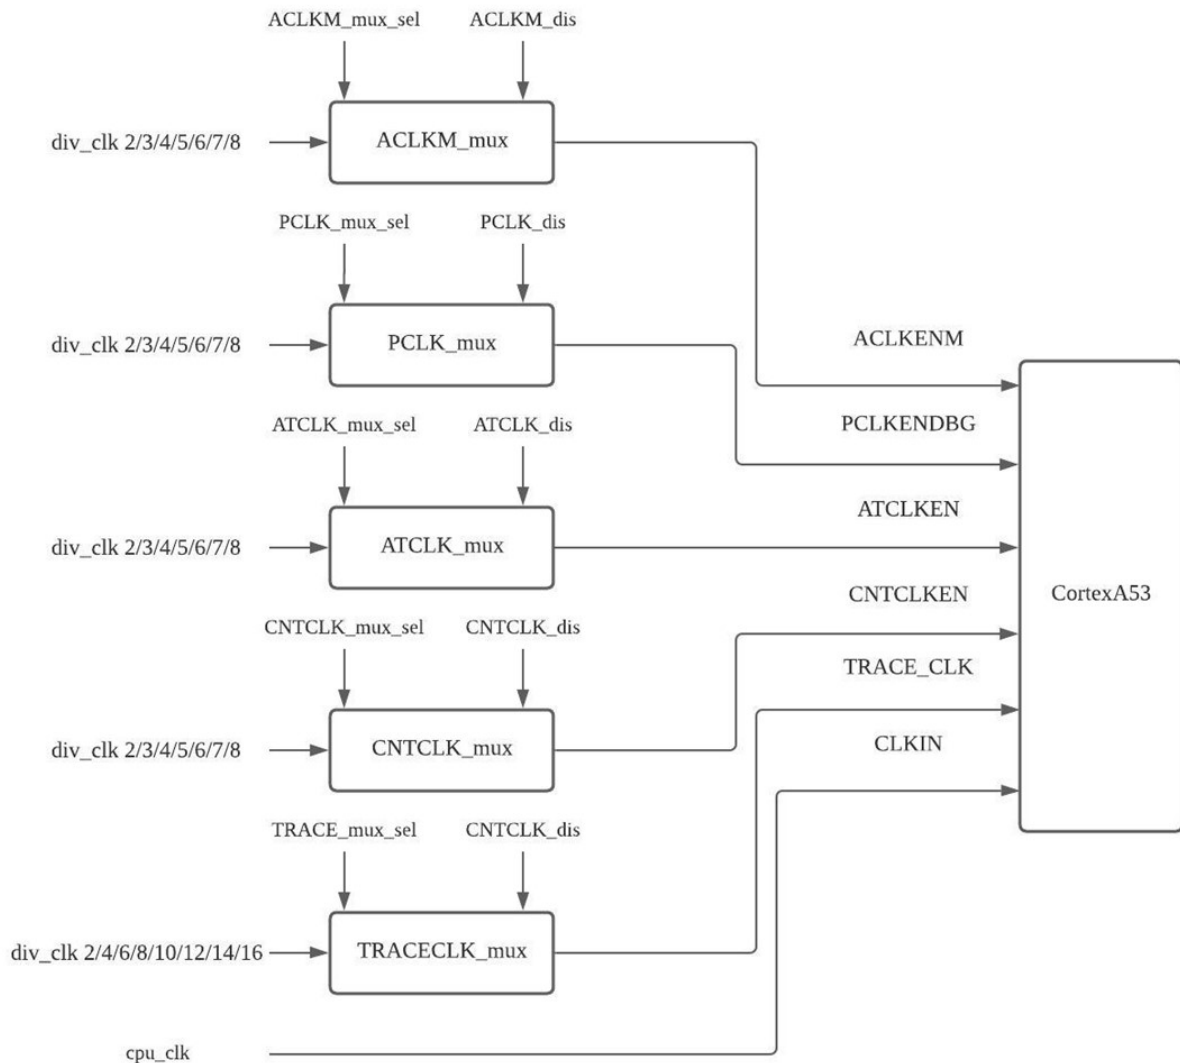 ACLKM_mux_sel ACLKM_dis
div_clk 2/3/4/5/6/7/8 ACLKM_mux
PCLK_mux_sel PCLK_dis
div_clk 2/3/4/5/6/7/8 PCLK_mux
ACLKENM
ATCLK_mux_sel ATCLK_dis
PCLKENDBG
ATCLKEN
div_clk 2/3/4/5/6/7/8 ATCLK_mux
CNTCLKEN
CortexA53
CNTCLK_mux_sel CNTCLK_dis
TRACE_CLK
div_clk 2/3/4/5/6/7/8 CNTCLK_mux
CLKIN
TRACE_mux_sel CNTCLK_dis
div_clk 2/4/6/8/10/12/14/16 TRACECLK_mux
cpu_clk